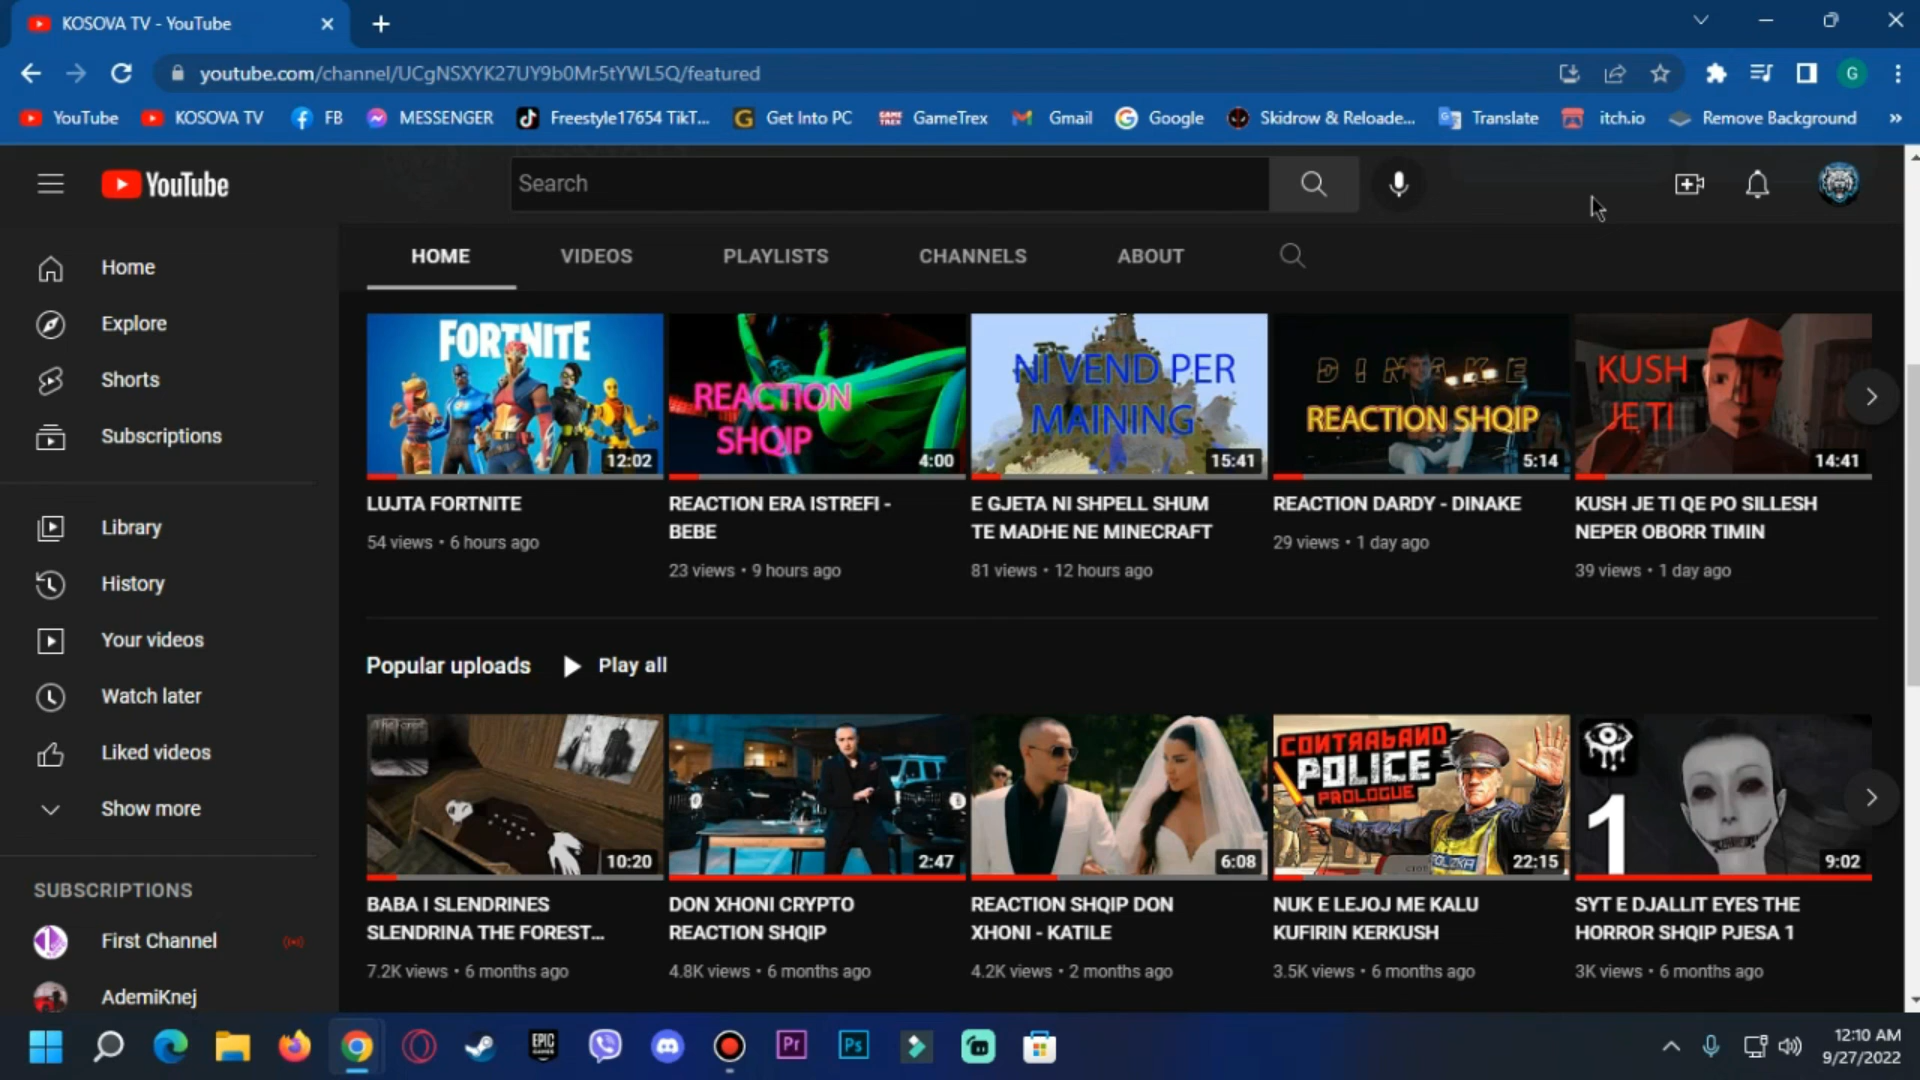 KOSOVA TV - YouTube
youtube.com/channel/UCgNSXYK27UY9b0Mr5tYWL5Q/featured
G
YouTube KOSOVA TV FB MESSENGER Freestyle17654 TikT... Get Into PC GameTrex Gmail Google Skidrow & Reloade... Translate itch.io Remove Background »
YouTube
Search
HOME VIDEOS PLAYLISTS CHANNELS ABOUT
Home
Explore
Shorts
Subscriptions
Library
History
Your videos
Watch later
Liked videos
Show more
SUBSCRIPTIONS
First Channel
AdemiKnej
FORTNITE
12:02
LUJTA FORTNITE
54 views • 6 hours ago
REACTION
SHQIP
4:00
REACTION ERA ISTREFI -
BEBE
23 views • 9 hours ago
NI VEND PER
MAINING
15:41
E GJETA NI SHPELL SHUM
TE MADHE NE MINECRAFT
81 views • 12 hours ago
DINAKE
REACTION SHQIP
5:14
REACTION DARDY - DINAKE
29 views • 1 day ago
KUSH
JE TI
14:41
KUSH JE TI QE PO SILLESH
NEPER OBORR TIMIN
39 views • 1 day ago
Popular uploads Play all
The Forest
10:20
BABA I SLENDRINES
SLENDRINA THE FOREST...
7.2K views • 6 months ago
2:47
DON XHONI CRYPTO
REACTION SHQIP
4.8K views • 6 months ago
6:08
REACTION SHQIP DON
XHONI - KATILE
4.2K views • 2 months ago
CONTRABAND
POLICE
PROLOGUE
22:15
NUK E LEJOJ ME KALU
KUFIRIN KERKUSH
3.5K views • 6 months ago
1
9:02
SYT E DJALLIT EYES THE
HORROR SHQIP PJESA 1
3K views • 6 months ago
EPIC
GAMES
Pr
Ps
12:10 AM
9/27/2022